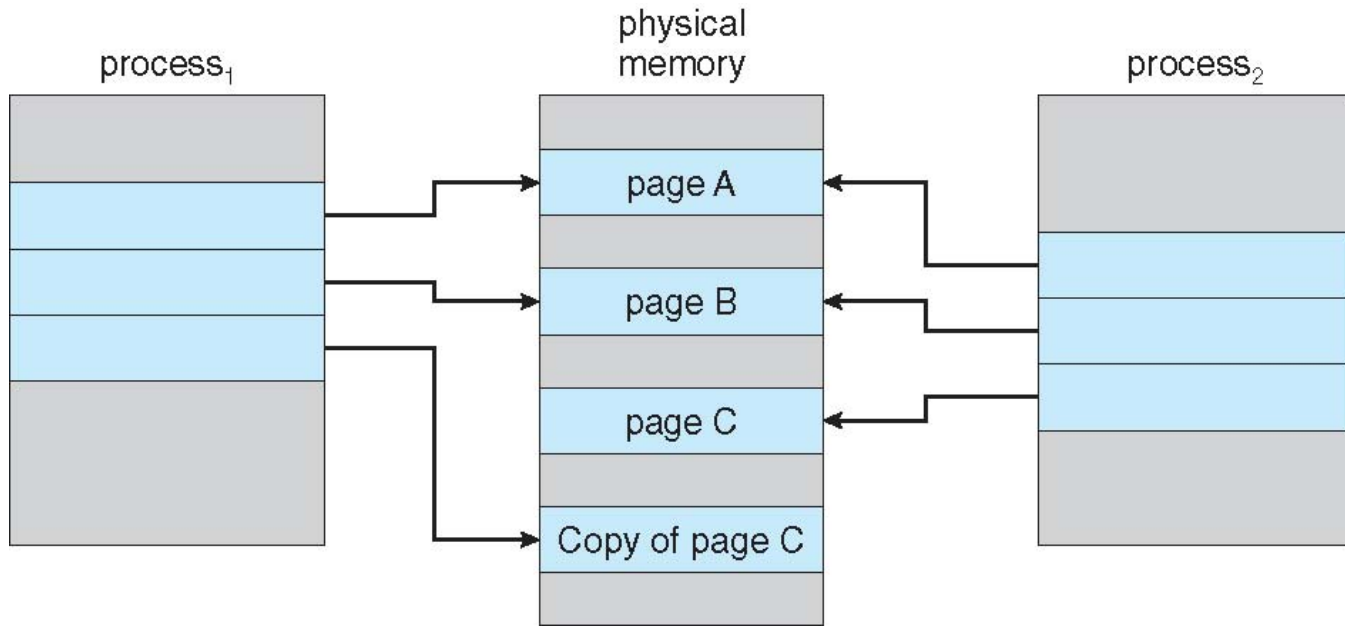 process₁
physical
memory
process₂
page A
page B
page C
Copy of page C